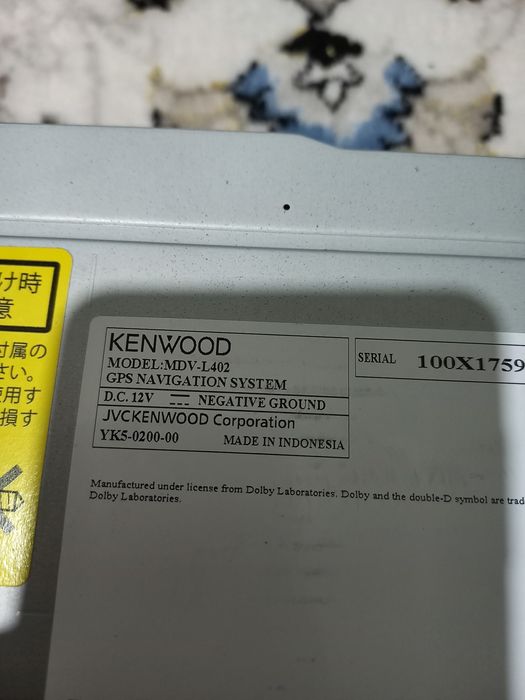 け時
意
付属の
さい。
使用す
損す
KENWOOD
MODEL:MDV-L402
GPS NAVIGATION SYSTEM
D.C. 12V NEGATIVE GROUND
JVCKENWOOD Corporation
YK5-0200-00 MADE IN INDONESIA
SERIAL 100X1759
Manufactured under license from Dolby Laboratories. Dolby and the double-D symbol are trad
Dolby Laboratories.